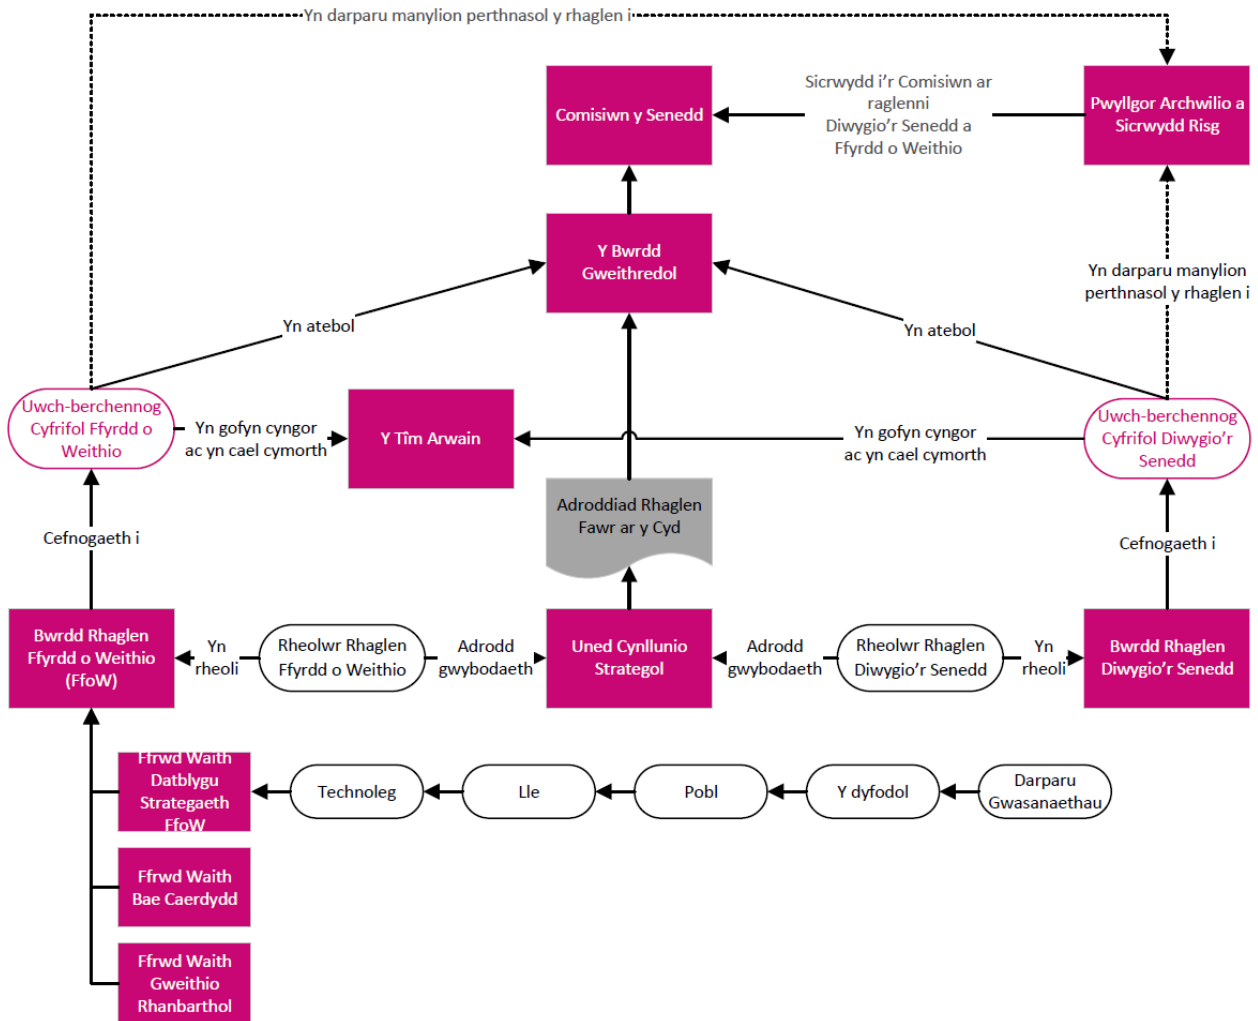 Yn darparu manylion perthnasol y rhaglen i
Comisiwn y Senedd
Sicrwydd i'r Comisiwn ar
raglenni
Diwygio'r Senedd a
Ffyrdd o Weithio
Pwyllgor Archwilio a
Sicrwydd Risg
Y Bwrdd
Gweithredol
Yn darparu manylion
perthnasol y rhaglen i
Yn atebol
Yn atebol
Uwch-berchennog
Cyfrifol Ffyrdd o
Weithio
Yn gofyn cyngor
ac yn cael cymorth
Y Tîm Arwain
Yn gofyn cyngor
ac yn cael cymorth
Uwch-berchennog
Cyfrifol Diwygio'r
Senedd
Adroddiad Rhaglen
Fawr ar y Cyd
Cefnogaeth i
Cefnogaeth i
Bwrdd Rhaglen
Ffyrdd o Weithio
(FfoW)
Yn
rheoli
Rheolwr Rhaglen
Ffyrdd o Weithio
Adrodd
gwybodaeth
Uned Cynllunio
Strategol
Adrodd
gwybodaeth
Rheolwr Rhaglen
Diwygio'r Senedd
Yn
rheoli
Bwrdd Rhaglen
Diwygio'r Senedd
Ffrwd Waith
Datblygu
Strategaeth
FfoW
Technoleg
Lle
Pobl
Y dyfodol
Darparu
Gwasanaethau
Ffrwd Waith
Bae Caerdydd
Ffrwd Waith
Gweithio
Rhanbarthol